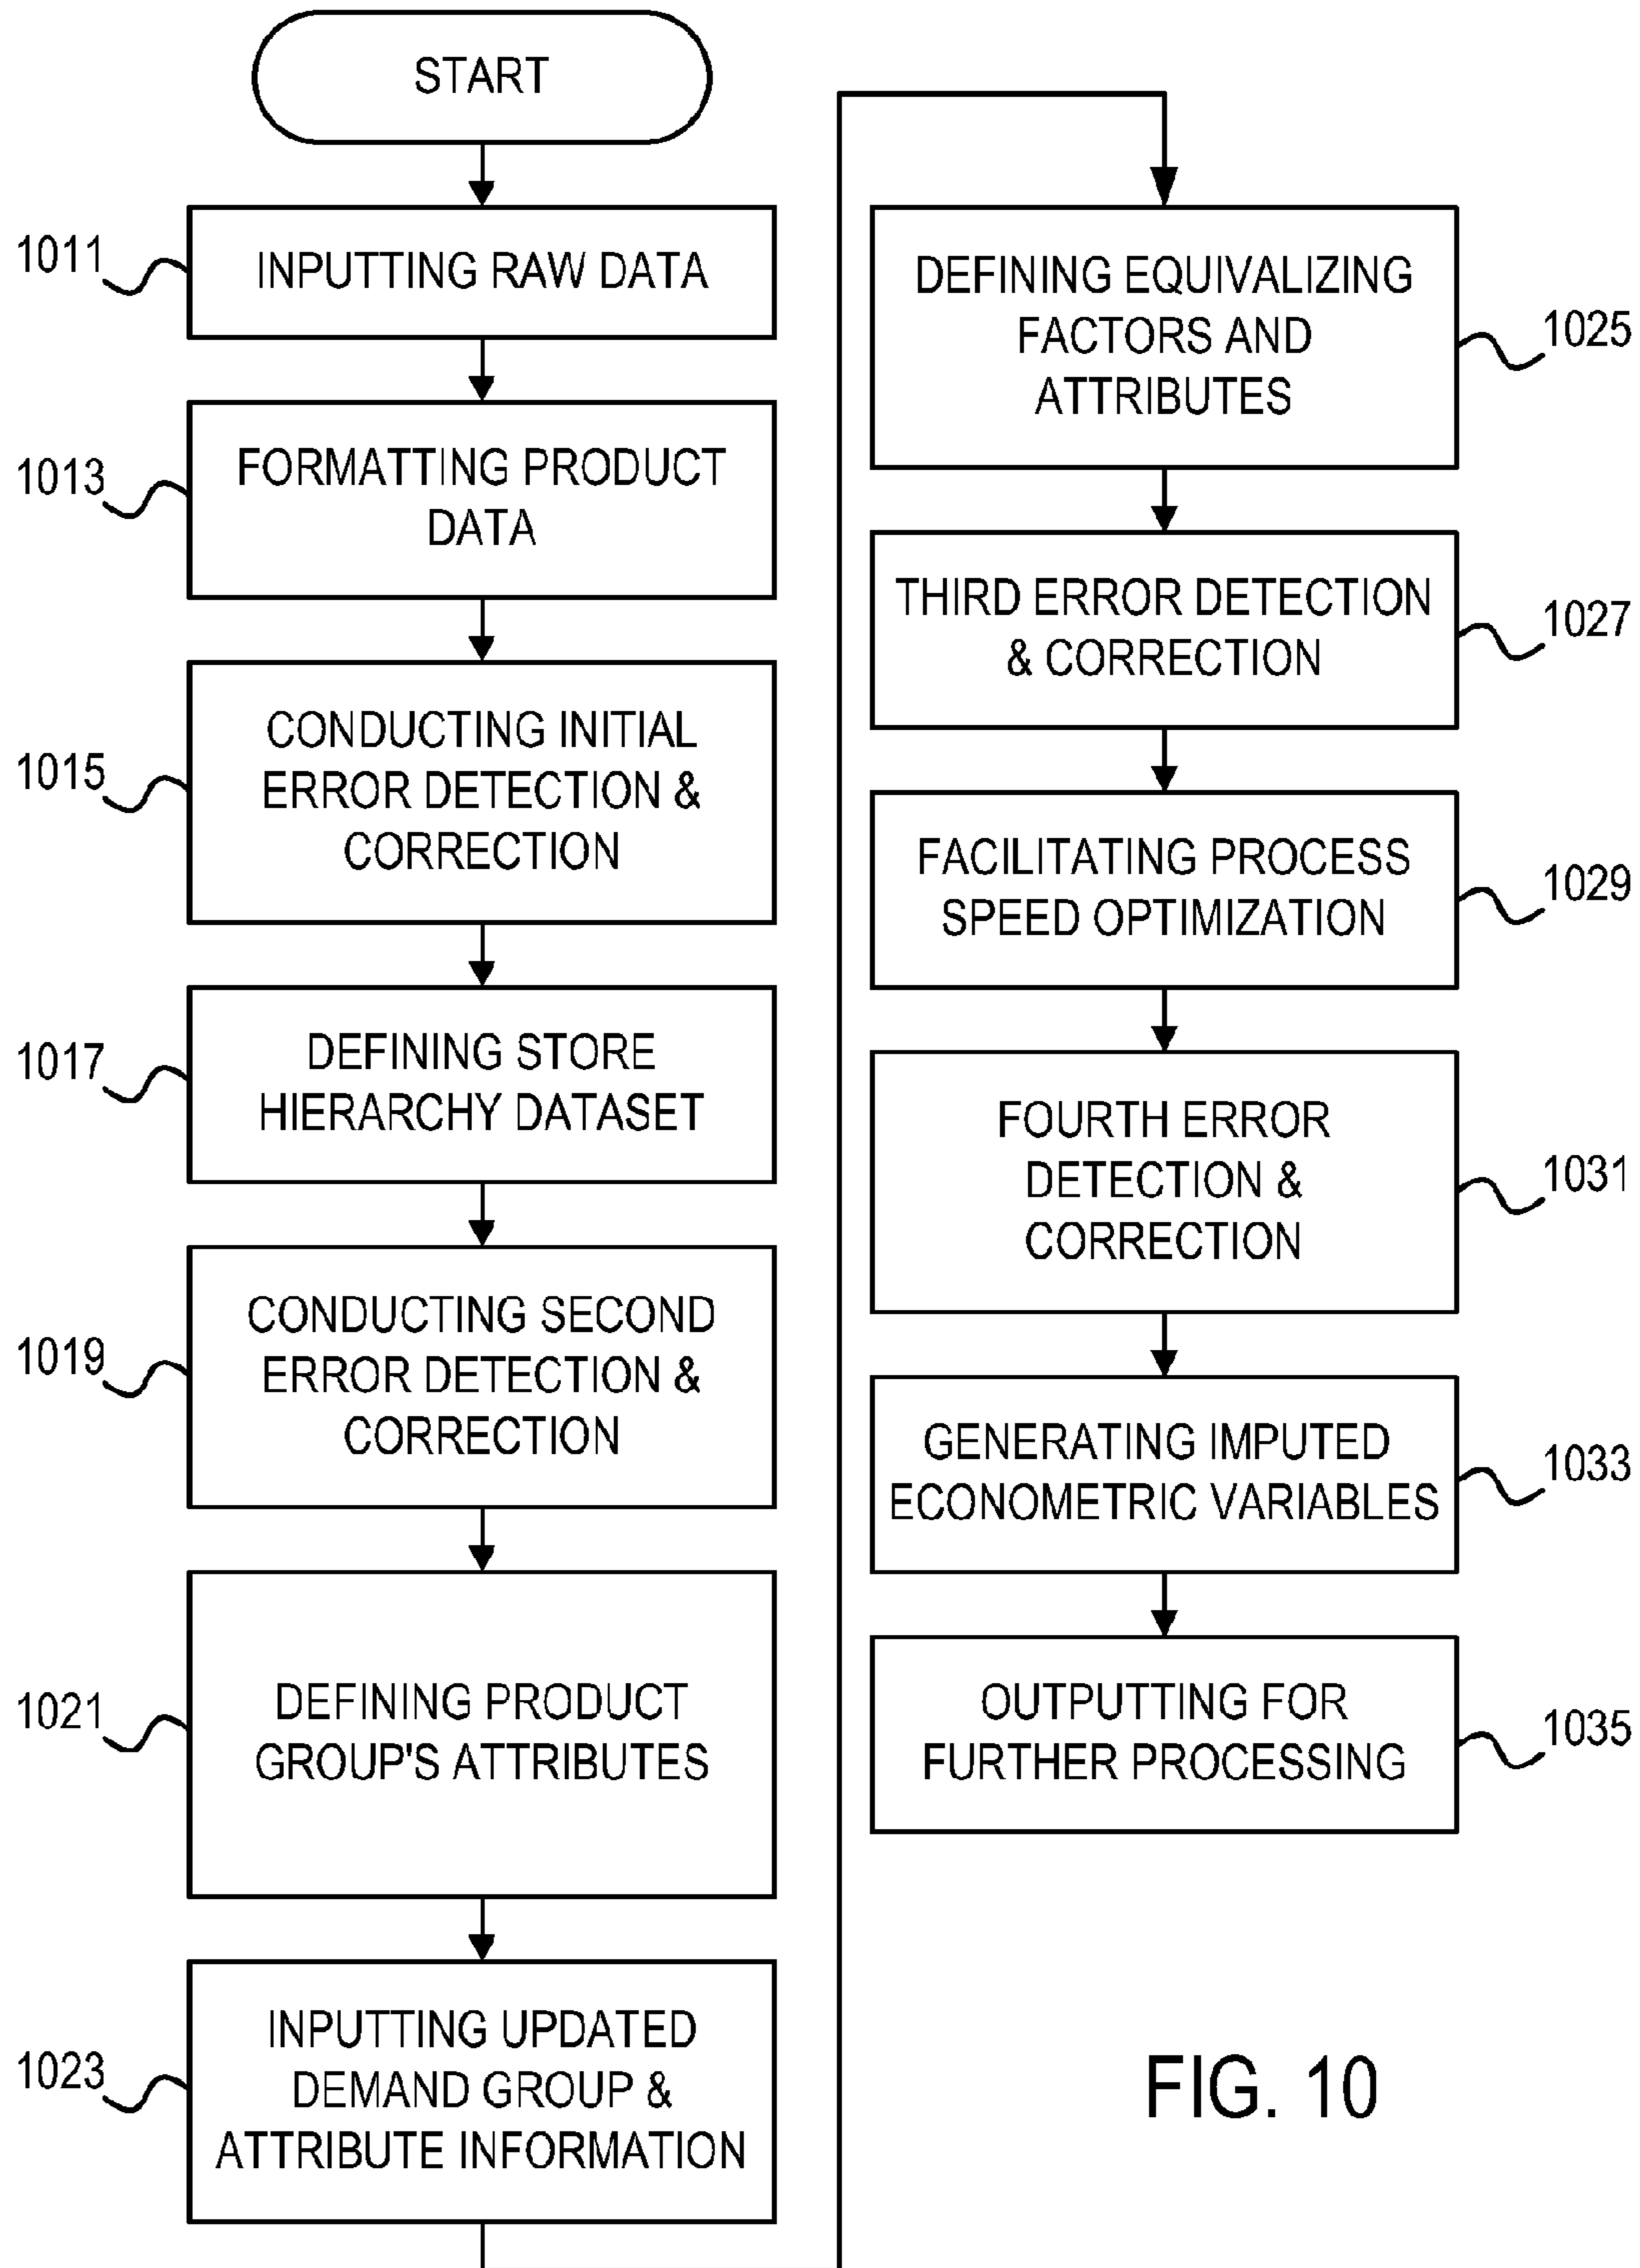 START
1011
INPUTTING RAW DATA
1013
FORMATTING PRODUCT
DATA
1015
CONDUCTING INITIAL
ERROR DETECTION &
CORRECTION
1017
DEFINING STORE
HIERARCHY DATASET
1019
CONDUCTING SECOND
ERROR DETECTION &
CORRECTION
1021
DEFINING PRODUCT
GROUP'S ATTRIBUTES
1023
INPUTTING UPDATED
DEMAND GROUP &
ATTRIBUTE INFORMATION
DEFINING EQUIVALIZING
FACTORS AND
ATTRIBUTES
1025
THIRD ERROR DETECTION
& CORRECTION
1027
FACILITATING PROCESS
SPEED OPTIMIZATION
1029
FOURTH ERROR
DETECTION &
CORRECTION
1031
GENERATING IMPUTED
ECONOMETRIC VARIABLES
1033
OUTPUTTING FOR
FURTHER PROCESSING
1035
FIG. 10